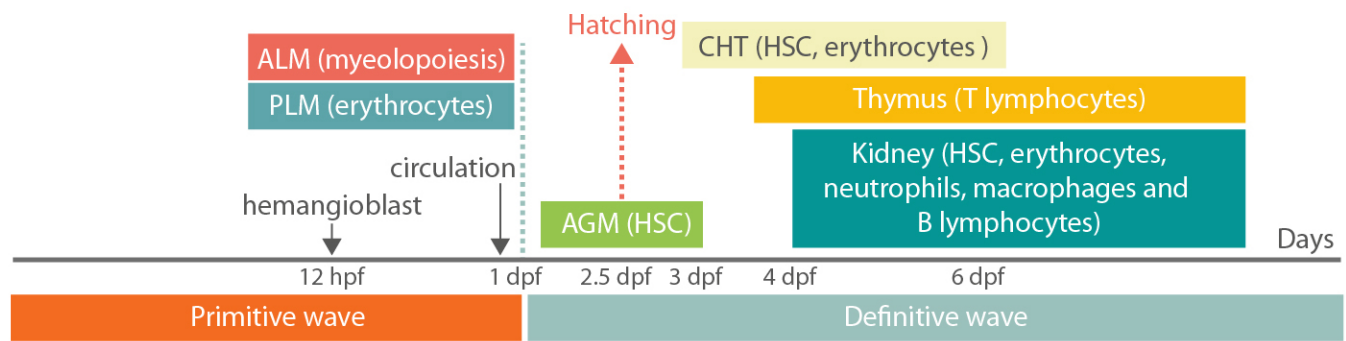 Hatching
ALM (myeolopoiesis)
CHT (HSC, erythrocytes )
PLM (erythrocytes)
Thymus (T lymphocytes)
circulation
Kidney (HSC, erythrocytes,
neutrophils, macrophages and
B lymphocytes)
hemangioblast
AGM (HSC)
Days
12 hpf
1 dpf
2.5 dpf
3 dpf
4 dpf
6 dpf
Primitive wave
Definitive wave